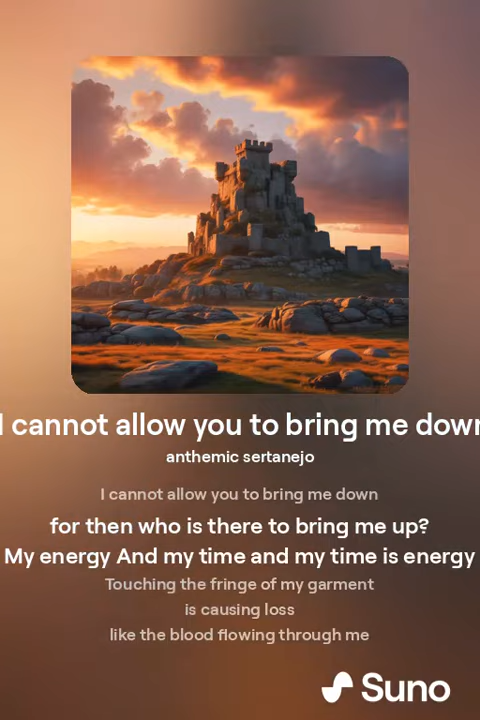 I cannot allow you to bring me down
anthemic sertanejo
I cannot allow you to bring me down
for then who is there to bring me up?
My energy And my time and my time is energy
Touching the fringe of my garment
is causing loss
like the blood flowing through me
Suno